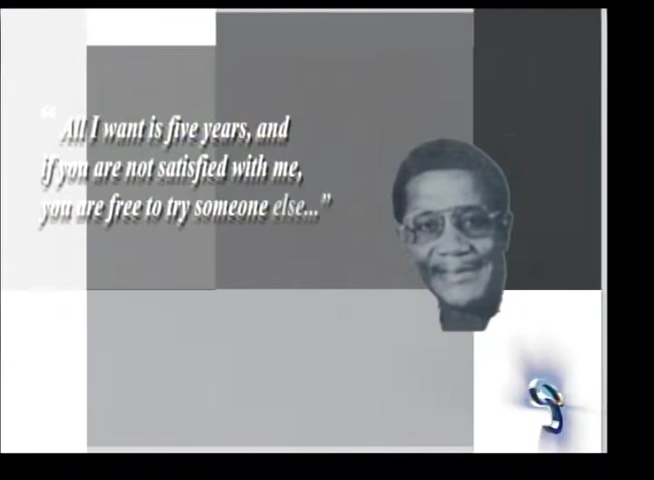 “All I want is five years, and
if you are not satisfied with me,
you are free to try someone else...”